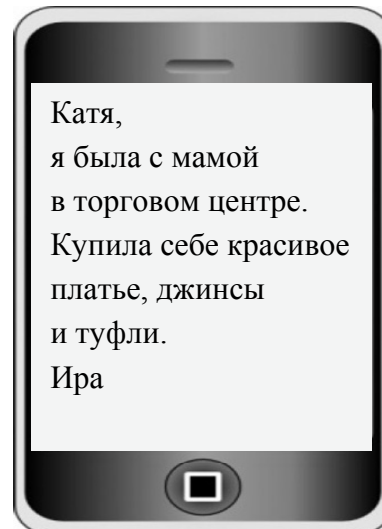 Катя,
я была с мамой
в торговом центре.
Купила себе красивое
платье, джинсы
и туфли.
Ира